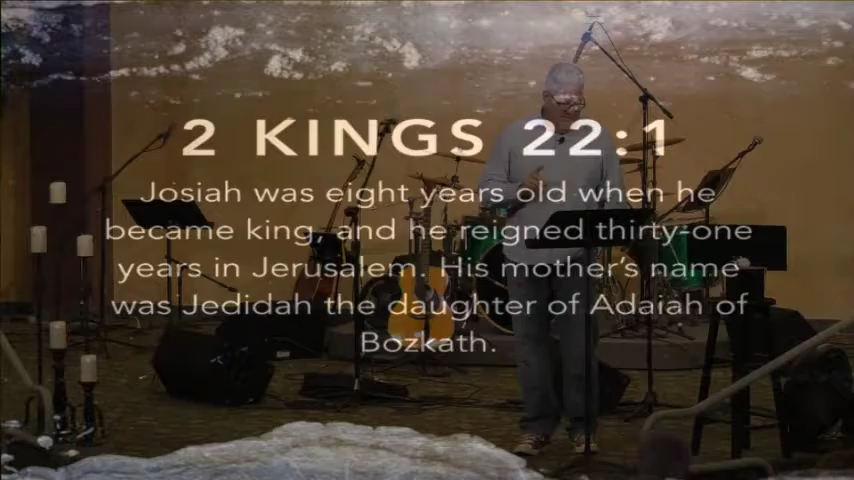 2 KINGS 22:1
Josiah was eight years old when he
became king, and he reigned thirty-one
years in Jerusalem. His mother's name
was Jedidah the daughter of Adaiah of
Bozkath.